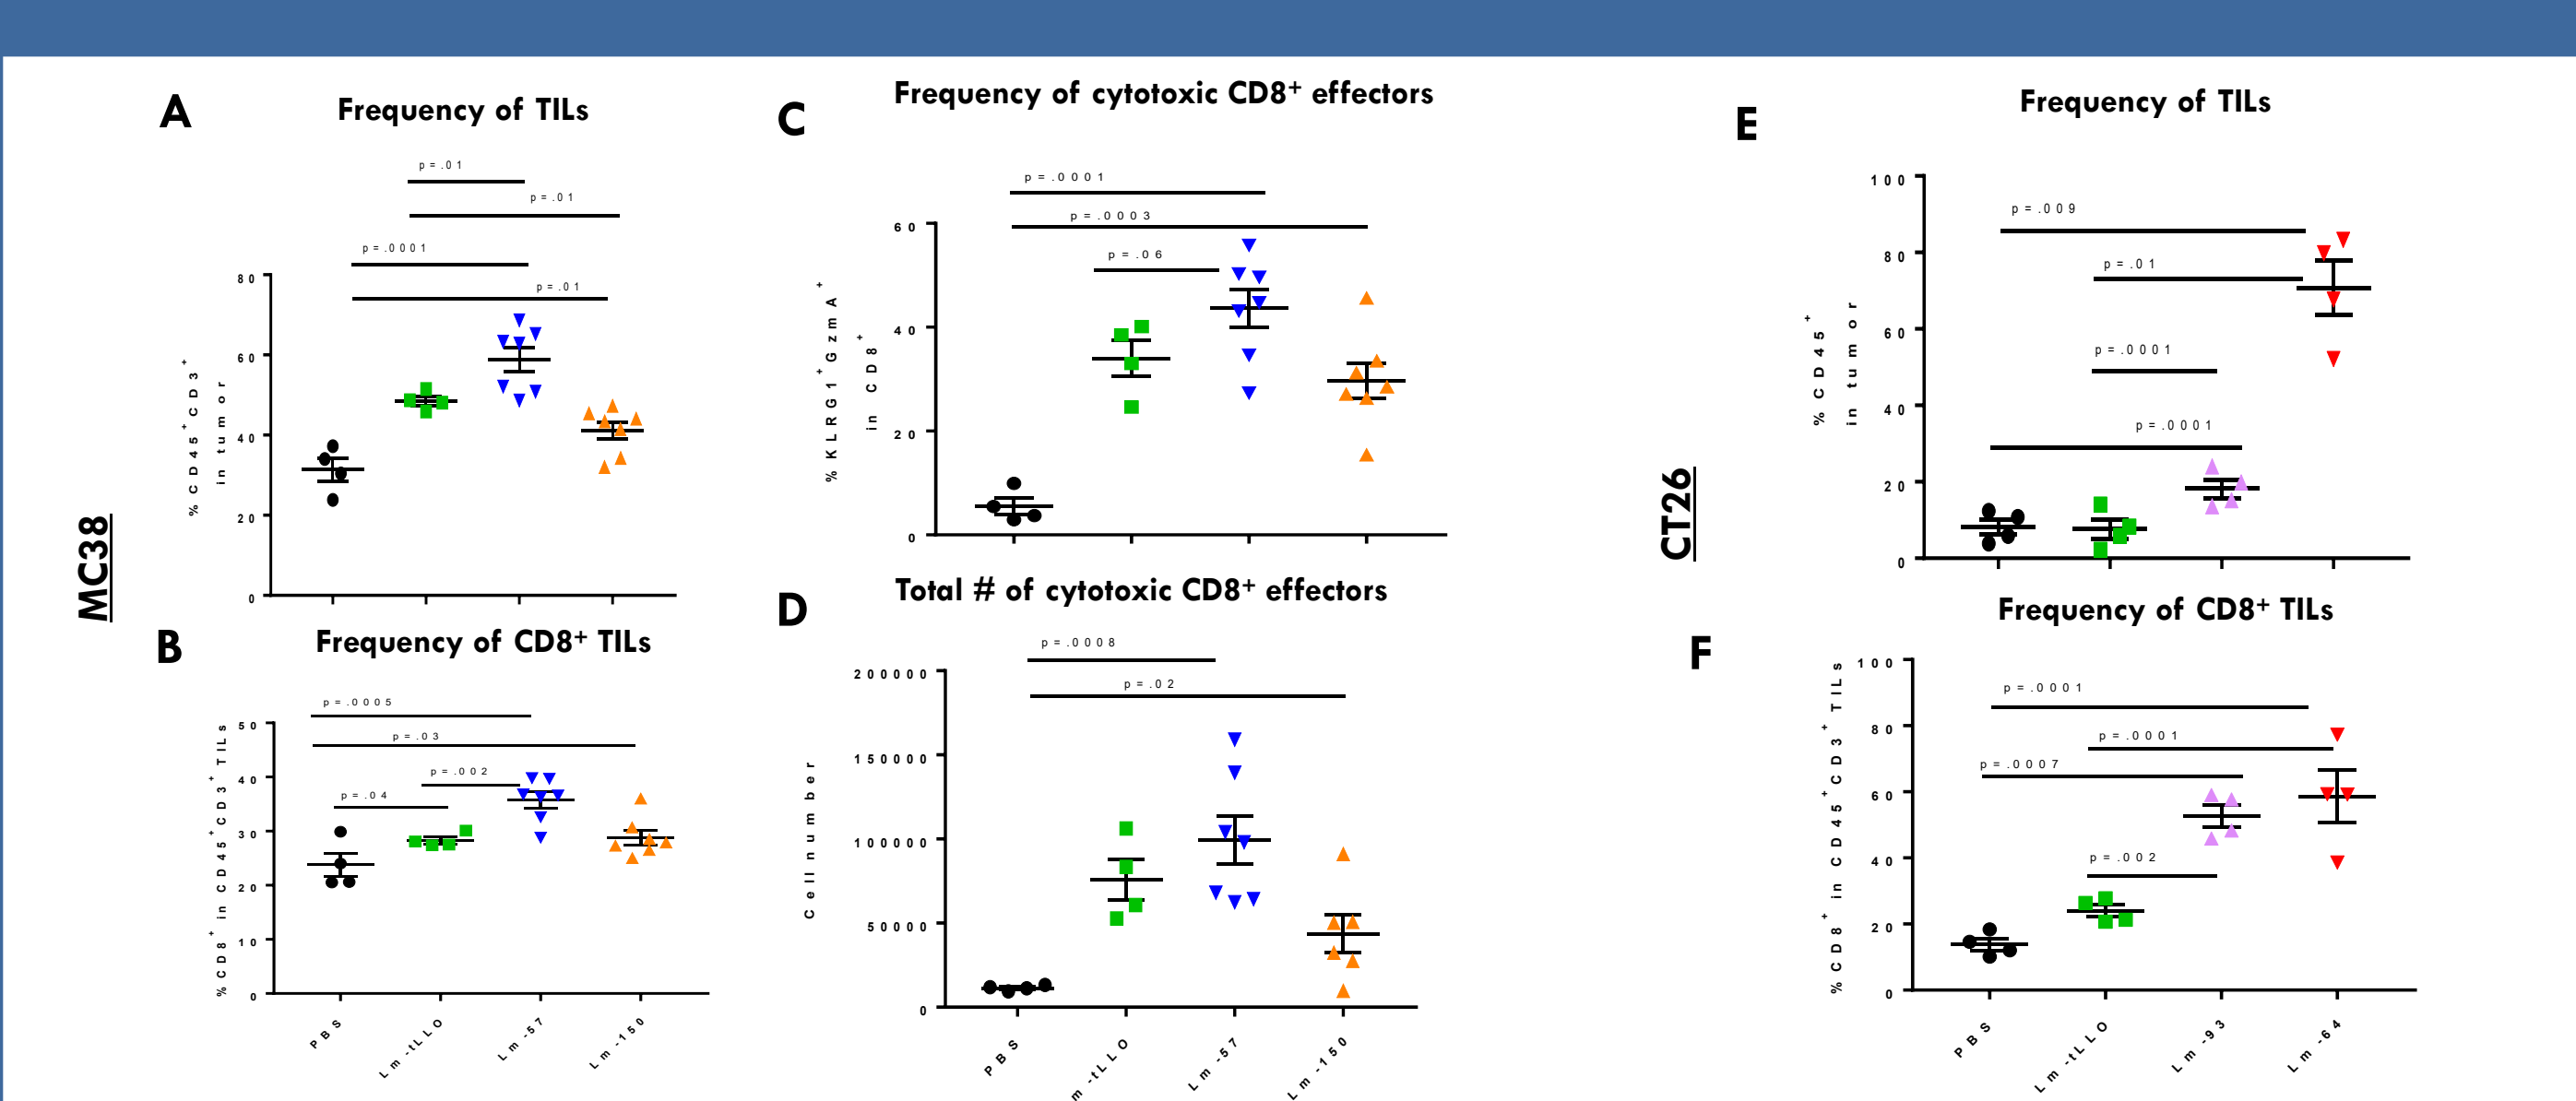 A
Frequency of TILs
p=.01
p=.01
p=.0001
p=.01
% CD45⁺CD3⁺
in tumor
80
60
40
20
0
MC38
B
Frequency of CD8⁺ TILs
p=.0005
p=.03
p=.002
p=.04
%CD8⁺ in CD45⁺CD3⁺ TILs
50
40
30
20
10
0
PBS
Lm-tLLO
Lm-57
Lm-150
C
Frequency of cytotoxic CD8⁺ effectors
p=.0001
p=.0003
p=.06
% KLRG1⁺GzmA⁺
in CD8⁺
60
40
20
0
D
Total # of cytotoxic CD8⁺ effectors
p=.0008
p=.02
Cell number
200000
150000
100000
50000
0
PBS
m-tLLO
Lm-57
Lm-150
CT26
E
Frequency of TILs
p=.009
p=.01
p=.0001
p=.0001
% CD45⁺
in tumor
100
80
60
40
20
0
F
Frequency of CD8⁺ TILs
p=.0001
p=.0001
p=.0007
p=.002
%CD8⁺ in CD45⁺CD3⁺ TILs
100
80
60
40
20
0
PBS
Lm-tLLO
Lm-93
Lm-64